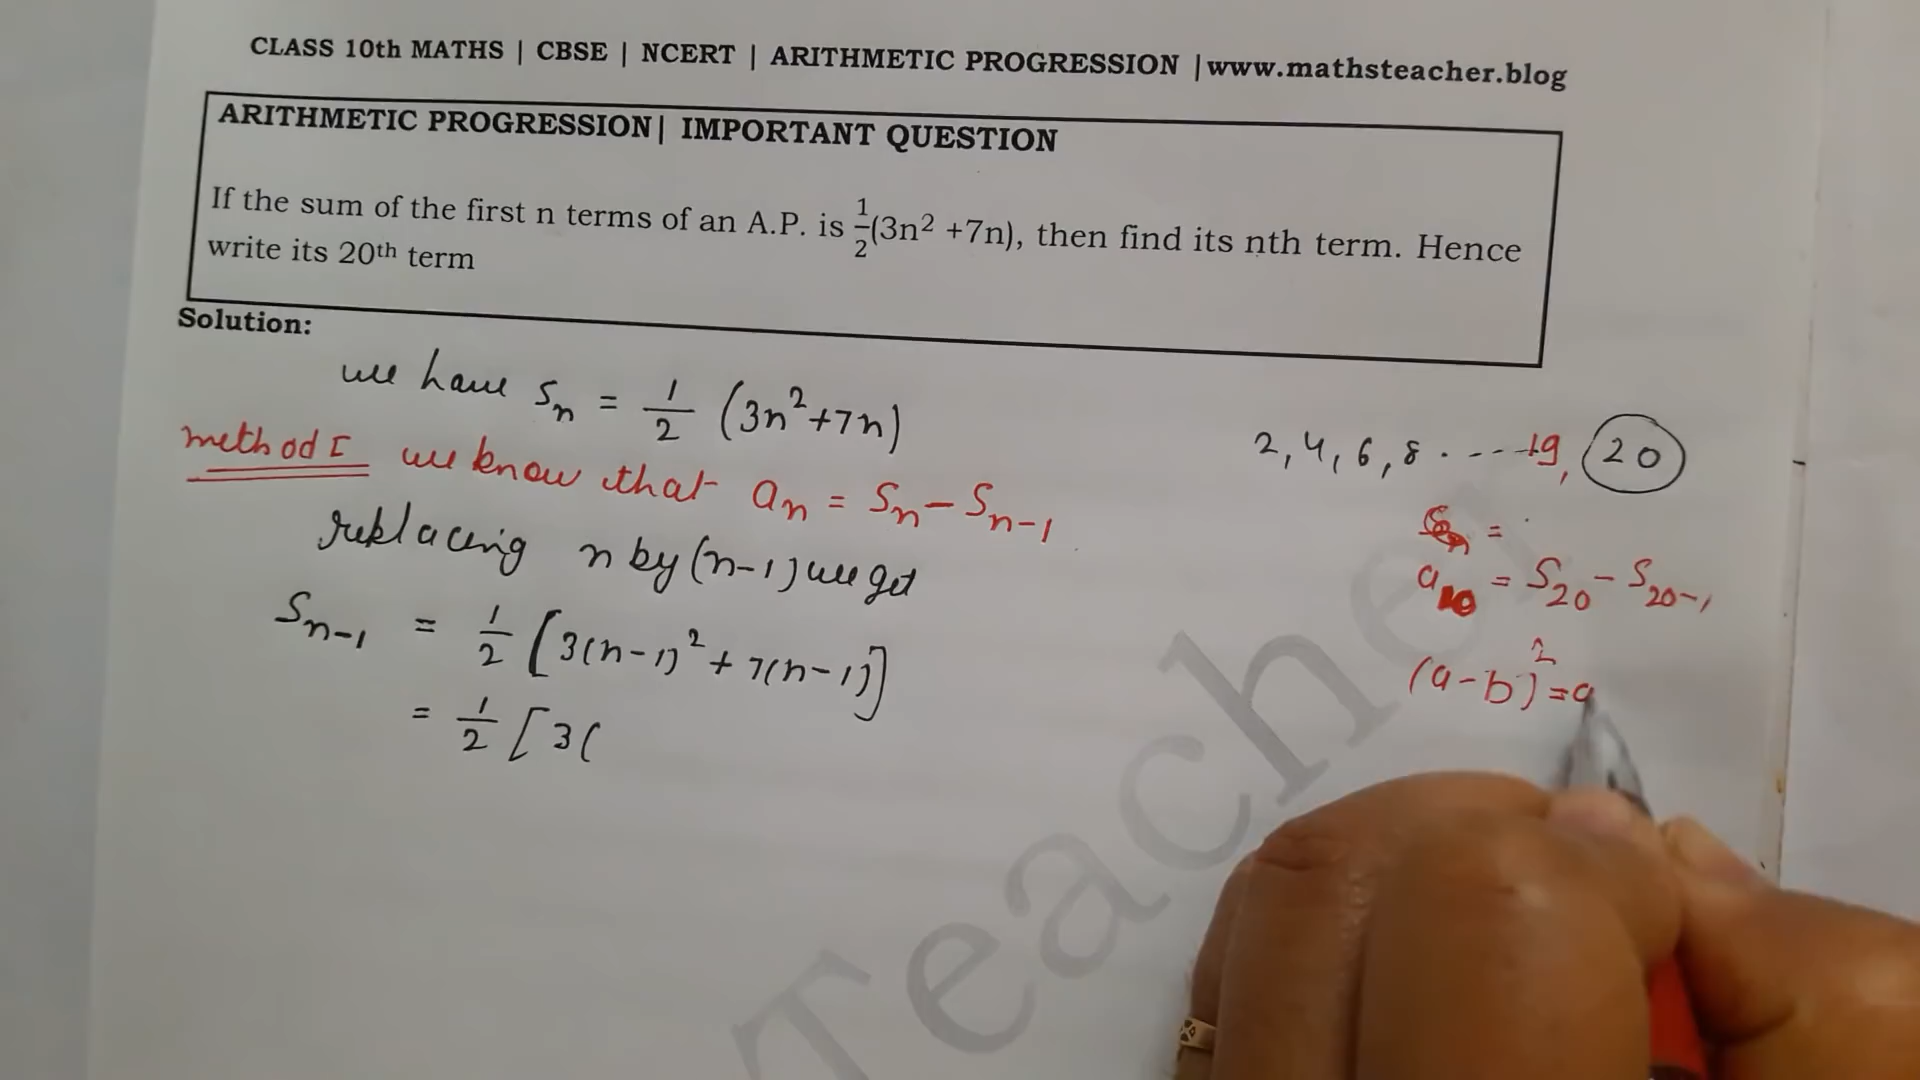 CLASS 10th MATHS | CBSE | NCERT | ARITHMETIC PROGRESSION |www.mathsteacher.blog
ARITHMETIC PROGRESSION| IMPORTANT QUESTION
If the sum of the first n terms of an A.P. is 1/2(3n² +7n), then find its nth term. Hence
write its 20th term
Solution:
we have Sₙ = 1/2 (3n²+7n)
method I we know that aₙ = Sₙ – Sₙ₋₁
replacing n by (n-1) we get
Sₙ₋₁ = 1/2 [3(n-1)² + 7(n-1)]
= 1/2 [3(
2, 4, 6, 8 . - - - 19, 20
=
a = S₂₀ - S₂₀₋₁
(a-b)² = a
Teacher